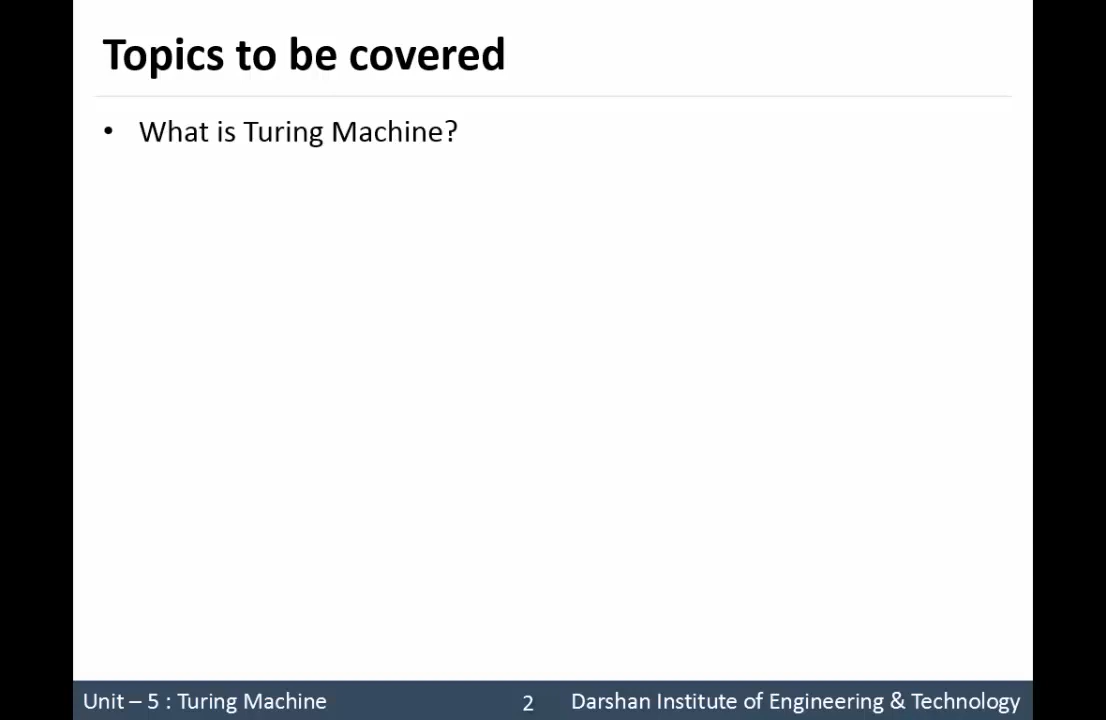 Topics to be covered
• What is Turing Machine?
Unit – 5 : Turing Machine 2 Darshan Institute of Engineering & Technology